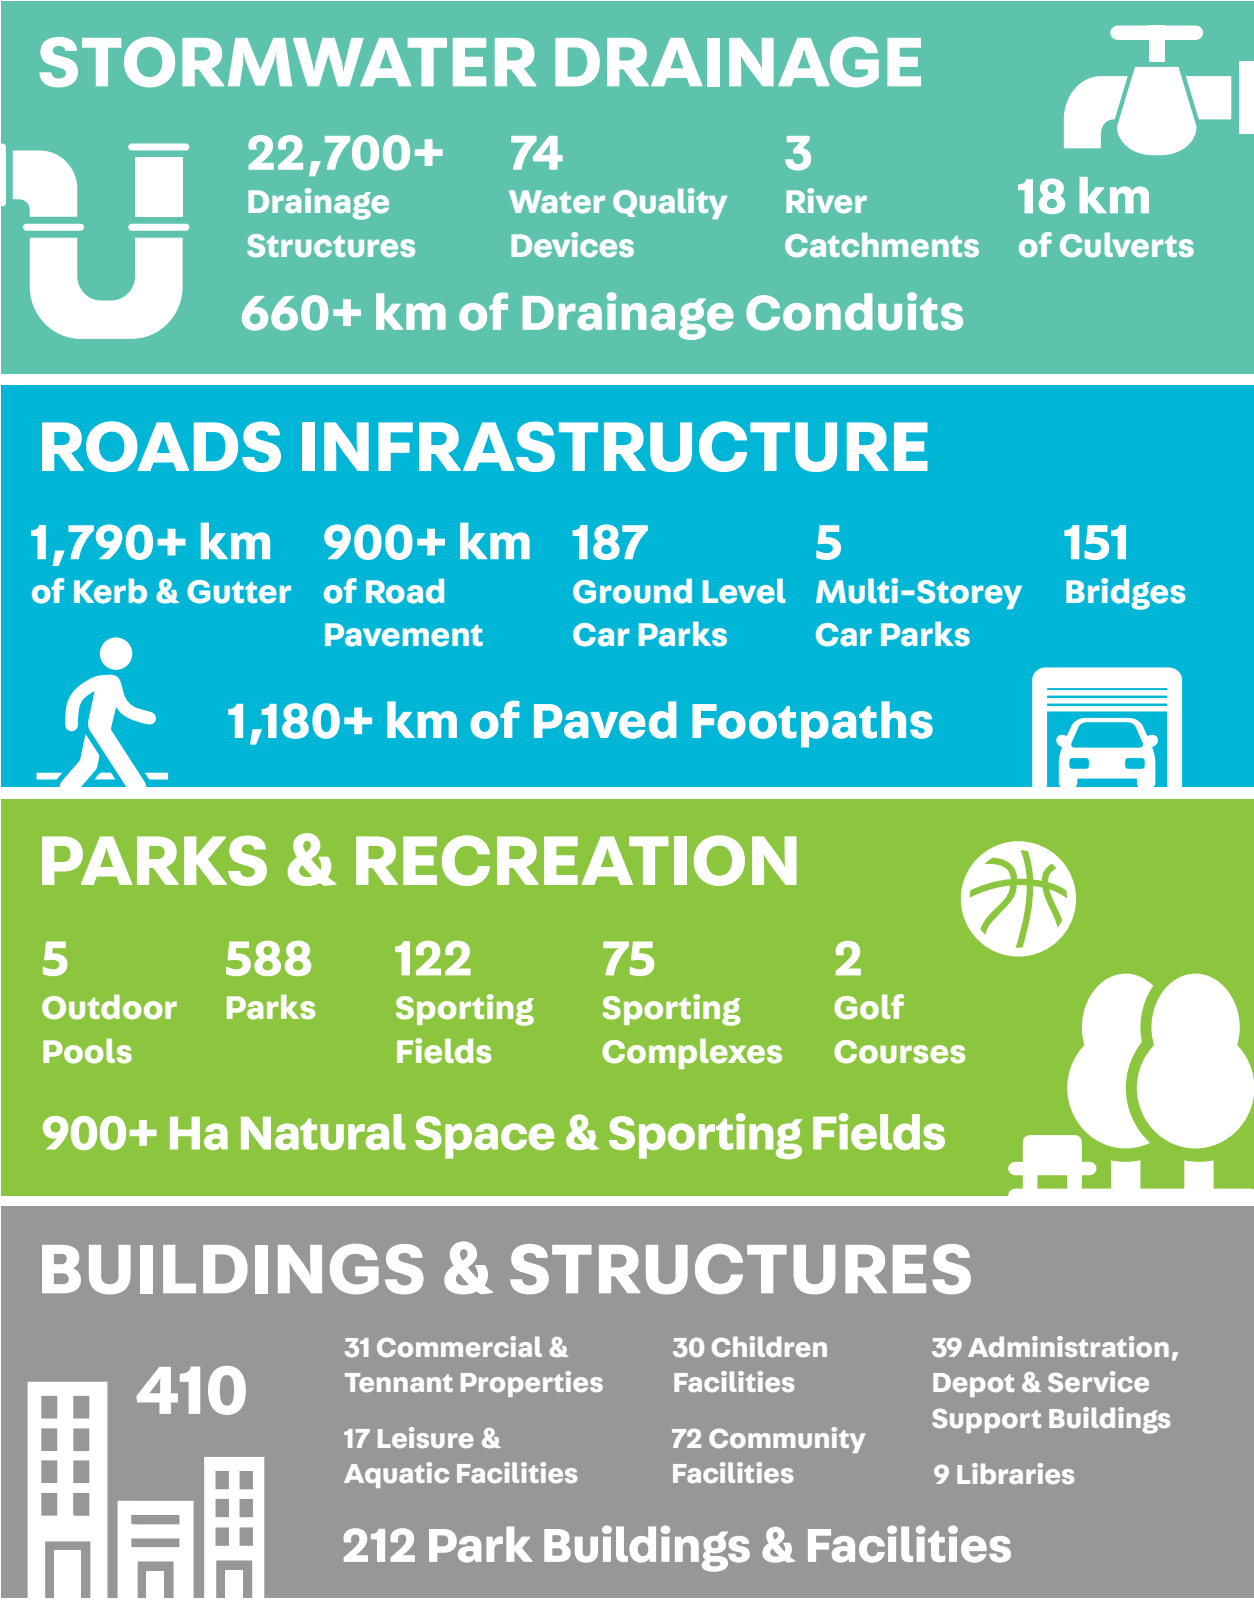 STORMWATER DRAINAGE
22,700+
Drainage
Structures
74
Water Quality
Devices
3
River
Catchments
18 km
of Culverts
660+ km of Drainage Conduits
ROADS INFRASTRUCTURE
1,790+ km
of Kerb & Gutter
900+ km
of Road
Pavement
187
Ground Level
Car Parks
5
Multi-Storey
Car Parks
151
Bridges
1,180+ km of Paved Footpaths
PARKS & RECREATION
5
Outdoor
Pools
588
Parks
122
Sporting
Fields
75
Sporting
Complexes
2
Golf
Courses
900+ Ha Natural Space & Sporting Fields
BUILDINGS & STRUCTURES
410
31 Commercial &
Tennant Properties
17 Leisure &
Aquatic Facilities
30 Children
Facilities
72 Community
Facilities
39 Administration,
Depot & Service
Support Buildings
9 Libraries
212 Park Buildings & Facilities